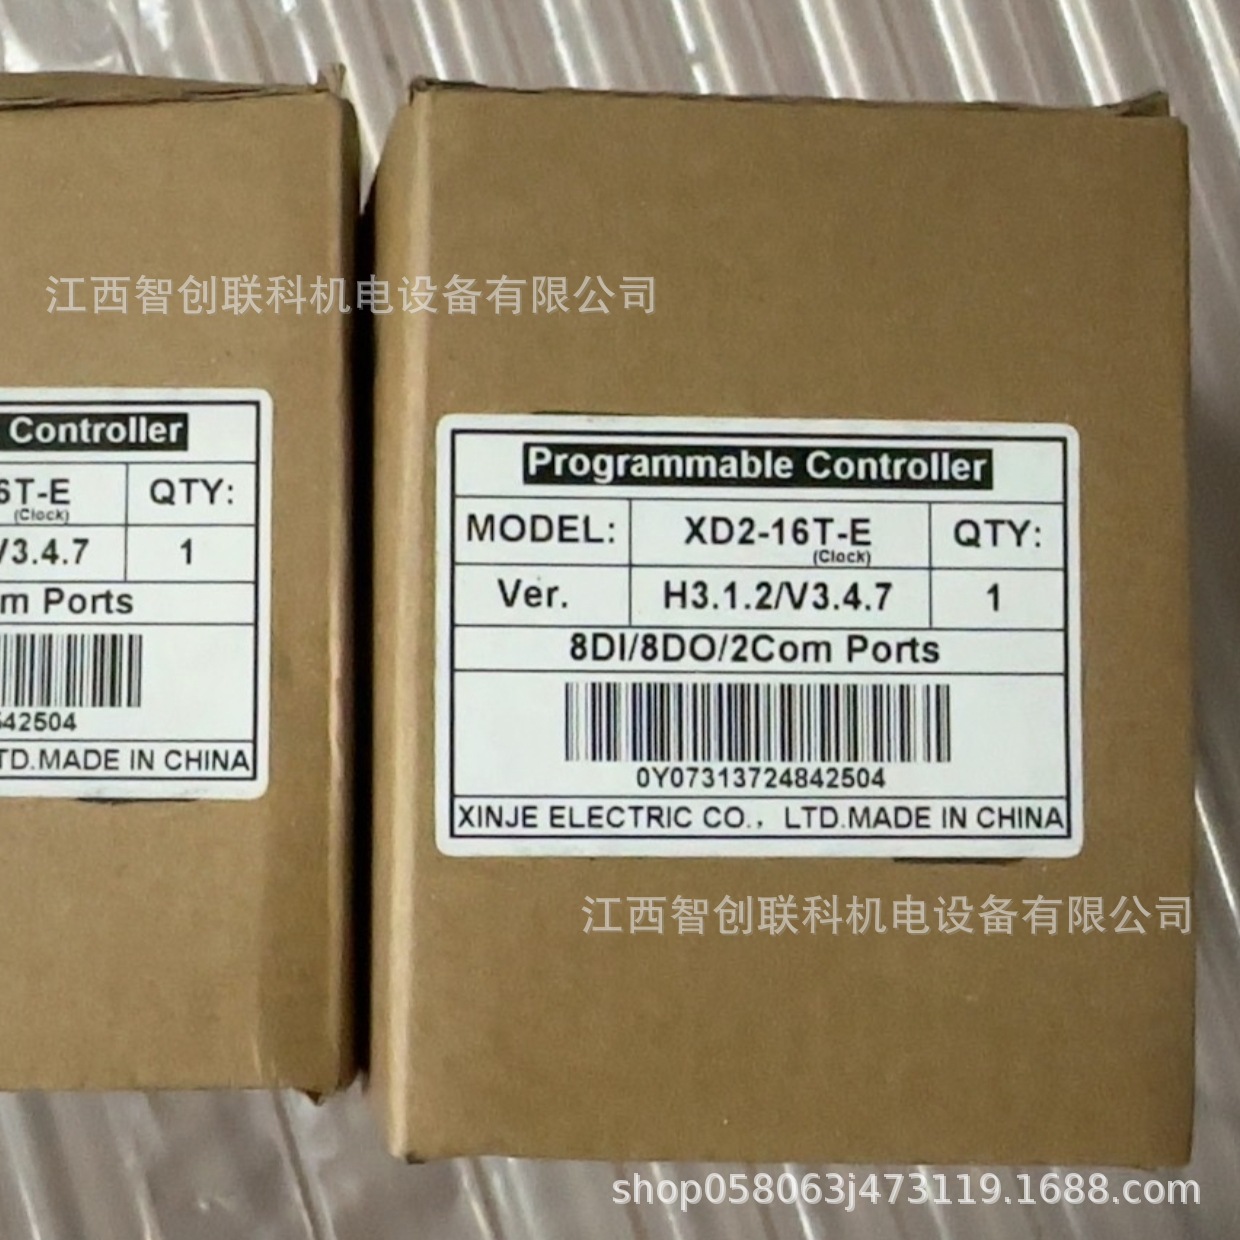 江西智创联科机电设备有限公司
Controller
6T-E
(Clock)
QTY:
V3.4.7
1
m Ports
42504
TD.MADE IN CHINA
Programmable Controller
MODEL:
XD2-16T-E
(Clock)
QTY:
Ver.
H3.1.2/V3.4.7
1
8DI/8DO/2Com Ports
0Y07313724842504
XINJE ELECTRIC CO., LTD.MADE IN CHINA
江西智创联科机电设备有限公司
shop058063j473119.1688.com